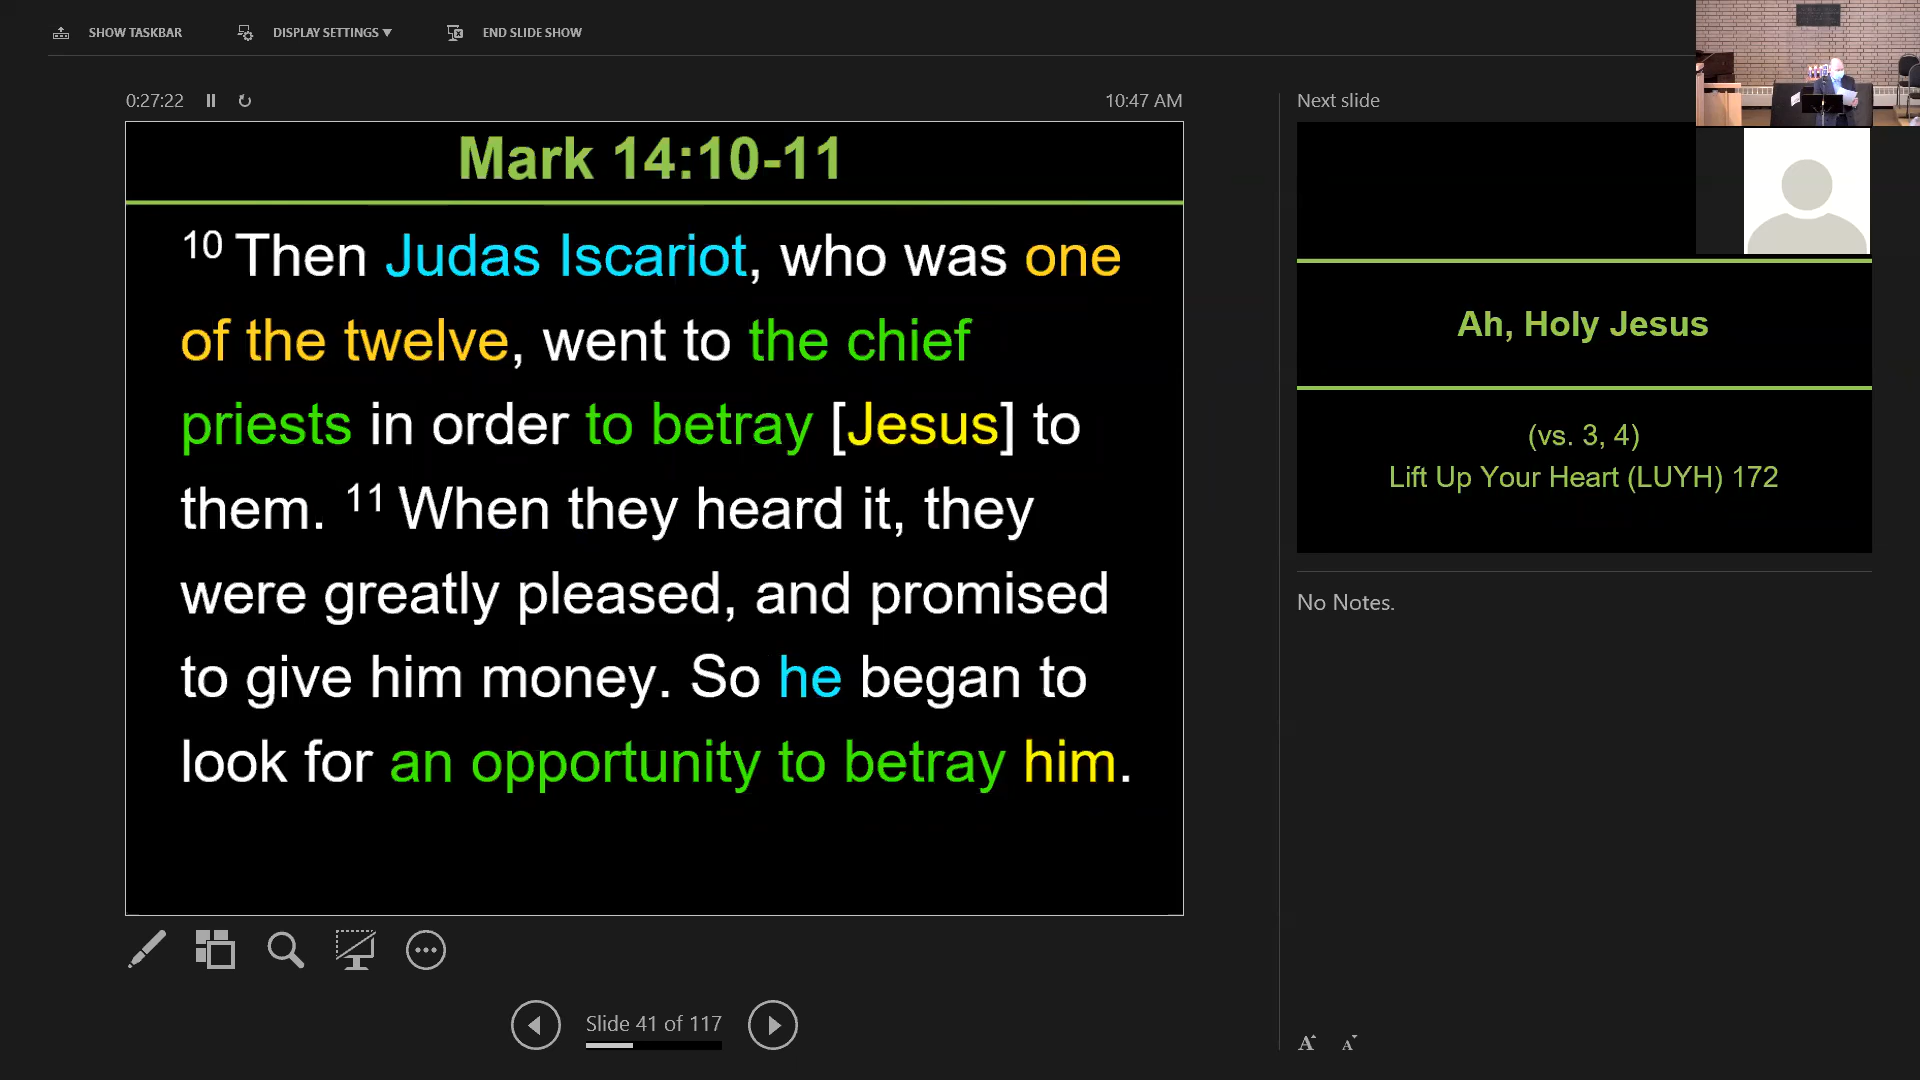 SHOW TASKBAR
DISPLAY SETTINGS ▼
END SLIDE SHOW
0:27:22
10:47 AM
Mark 14:10-11
10 Then Judas Iscariot, who was one
of the twelve, went to the chief
priests in order to betray [Jesus] to
them. 11 When they heard it, they
were greatly pleased, and promised
to give him money. So he began to
look for an opportunity to betray him.
Slide 41 of 117
Next slide
Ah, Holy Jesus
(vs. 3, 4)
Lift Up Your Heart (LUYH) 172
No Notes.
A A